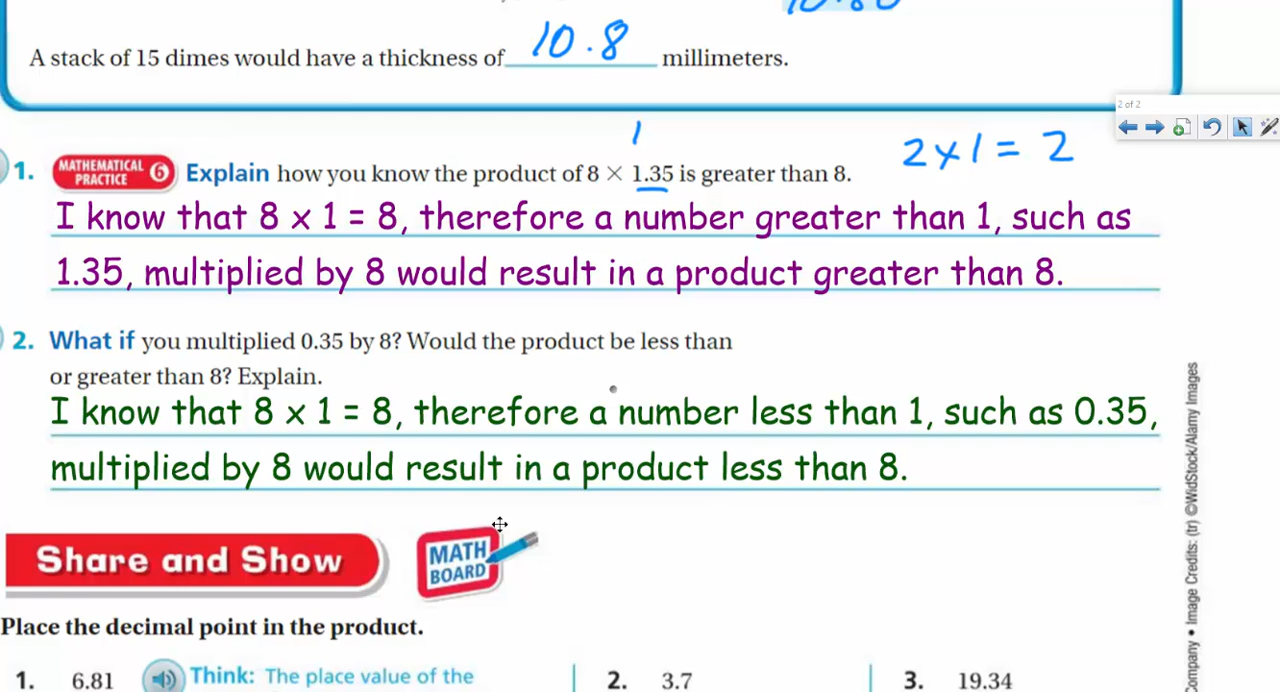 A stack of 15 dimes would have a thickness of 10.8 millimeters.
2 of 2
1
2 x 1 = 2
1. MATHEMATICAL PRACTICE 6 Explain how you know the product of 8 × 1.35 is greater than 8.
I know that 8 x 1 = 8, therefore a number greater than 1, such as
1.35, multiplied by 8 would result in a product greater than 8.
2. What if you multiplied 0.35 by 8? Would the product be less than
or greater than 8? Explain.
I know that 8 x 1 = 8, therefore a number less than 1, such as 0.35,
multiplied by 8 would result in a product less than 8.
Share and Show
MATH
BOARD
Place the decimal point in the product.
1. 6.81 Think: The place value of the
2. 3.7
3. 19.34
Company • Image Credits: (tr) ©WidStock/Alamy Images